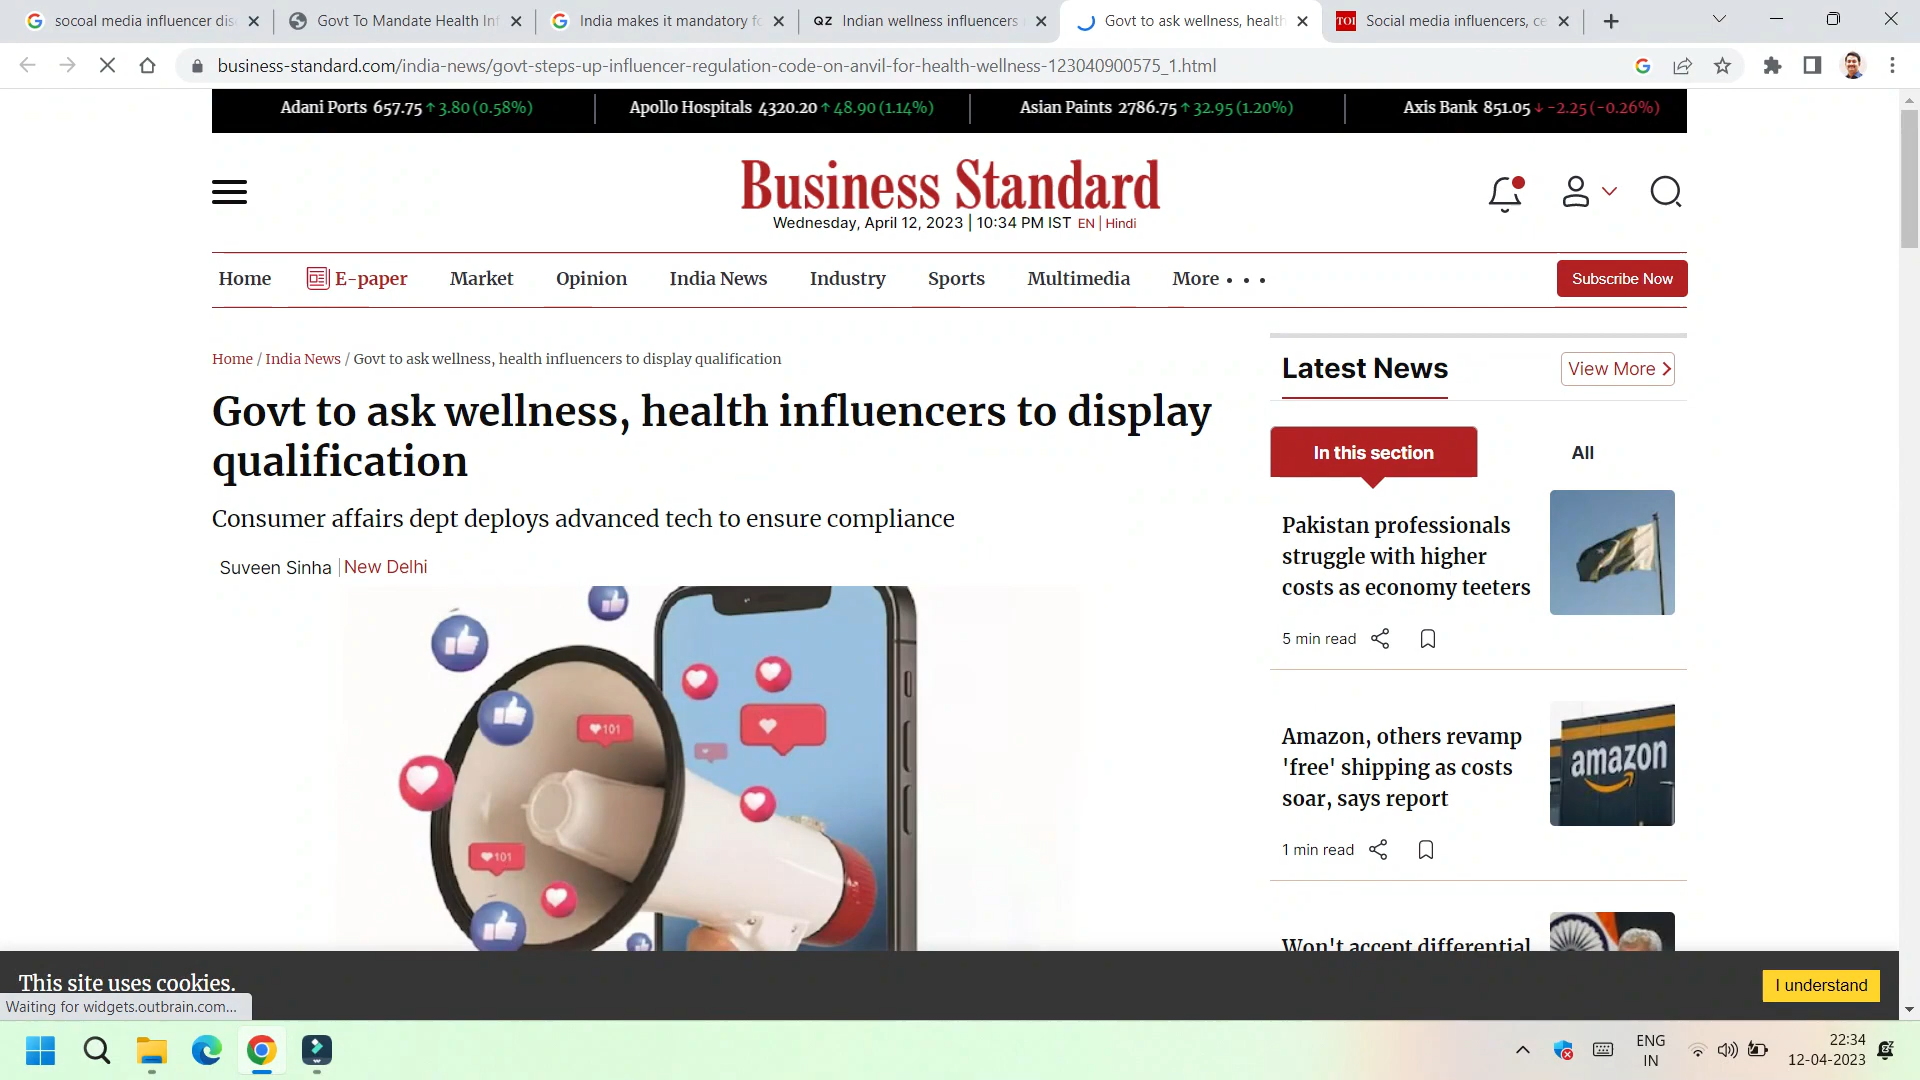 socoal media influencer dis
Govt To Mandate Health In
India makes it mandatory fo
QZ Indian wellness influencers
Govt to ask wellness, health
TOI Social media influencers, ce
business-standard.com/india-news/govt-steps-up-influencer-regulation-code-on-anvil-for-health-wellness-123040900575_1.html
Adani Ports 657.75 ↑ 3.80 (0.58%)
Apollo Hospitals 4320.20 ↑ 48.90 (1.14%)
Asian Paints 2786.75 ↑ 32.95 (1.20%)
Axis Bank 851.05 ↓ -2.25 (-0.26%)
Business Standard
Wednesday, April 12, 2023 | 10:34 PM IST EN | Hindi
Home E-paper Market Opinion India News Industry Sports Multimedia More • • •
Subscribe Now
Home / India News / Govt to ask wellness, health influencers to display qualification
Govt to ask wellness, health influencers to display
qualification
Consumer affairs dept deploys advanced tech to ensure compliance
Suveen Sinha | New Delhi
101
101
Latest News
View More >
In this section
All
Pakistan professionals
struggle with higher
costs as economy teeters
5 min read
Amazon, others revamp
'free' shipping as costs
soar, says report
amazon
1 min read
Won't accept differential
This site uses cookies.
I understand
Waiting for widgets.outbrain.com...
ENG
IN
22:34
12-04-2023